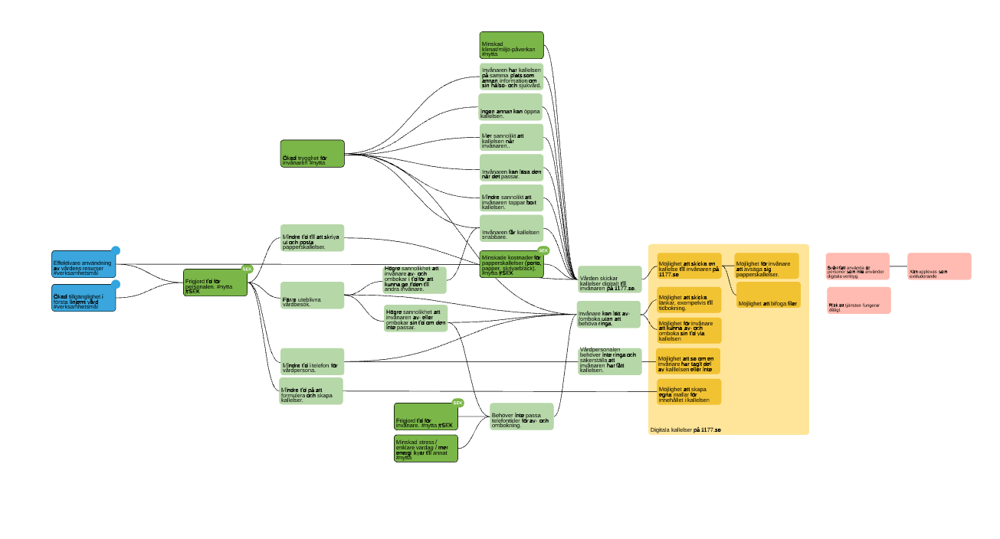 Minskad
klimat/miljö-påverkan
#nytta
Invånaren har kallelsen
på samma plats som
annan information om
sin hälso- och sjukvård.
Ingen annan kan öppna
kallelsen.
Mer sannolikt att
kallelsen når
invånaren..
Invånaren kan läsa den
när det passar.
Mindre sannolikt att
invånaren tappar bort
kallelsen.
Invånaren får kallelsen
snabbare.
SEK
Minskade kostnader för
papperskallelser (porto,
papper, skrivarbläck).
#nytta #SEK
Ökad trygghet för
invånaren #nytta
Mindre tid till att skriva
ut och posta
papperskallelser.
Effektivare användning
av vårdens resurser
#verksamhetsmål
Ökad tillgänglighet i
första linjens vård
#verksamhetsmål
SEK
Frigjord tid för
personalen. #nytta
#SEK
Färre uteblivna
vårdbesök.
Högre sannolikhet att
invånare av- och
ombokar i tid för att
kunna ge tiden till
andra invånare.
Högre sannolikhet att
invånaren av- eller
ombokar sin tid om den
inte passar.
Mindre tid i telefon för
vårdpersona.
Mindre tid på att
formulera och skapa
kallelser.
SEK
Frigjord tid för
invånare. #nytta #SEK
Minskad stress /
enklare vardag / mer
energi kvar till annat
#nytta
Behöver inte passa
telefontider för av- och
ombokning.
Vården skickar
kallelser digitalt till
invånaren på 1177.se.
Invånare kan lätt av-
/omboka utan att
behöva ringa.
Vårdpersonalen
behöver inte ringa och
säkerställa att
invånaren har fått
kallelsen.
Möjlighet att skicka en
kallelse till invånaren på
1177.se
Möjlighet för invånare
att avsäga sig
papperskallelser.
Möjlighet att bifoga filer
Möjlighet att skicka
länkar, exempelvis till
tidbokning.
Möjlighet för invånare
att kunna av- och
omboka sin tid via
kallelsen
Möjlighet att se om en
invånare har tagit del
av kalllelsen eller inte
Möjlighet att skapa
egna mallar för
innehållet i kallelsen
Digitala kallelser på 1177.se
Svårt att använda för
personer som inte använder
digitala verktyg.
Kan upplevas som
exkluderande
Risk att tjänsten fungerar
dåligt.